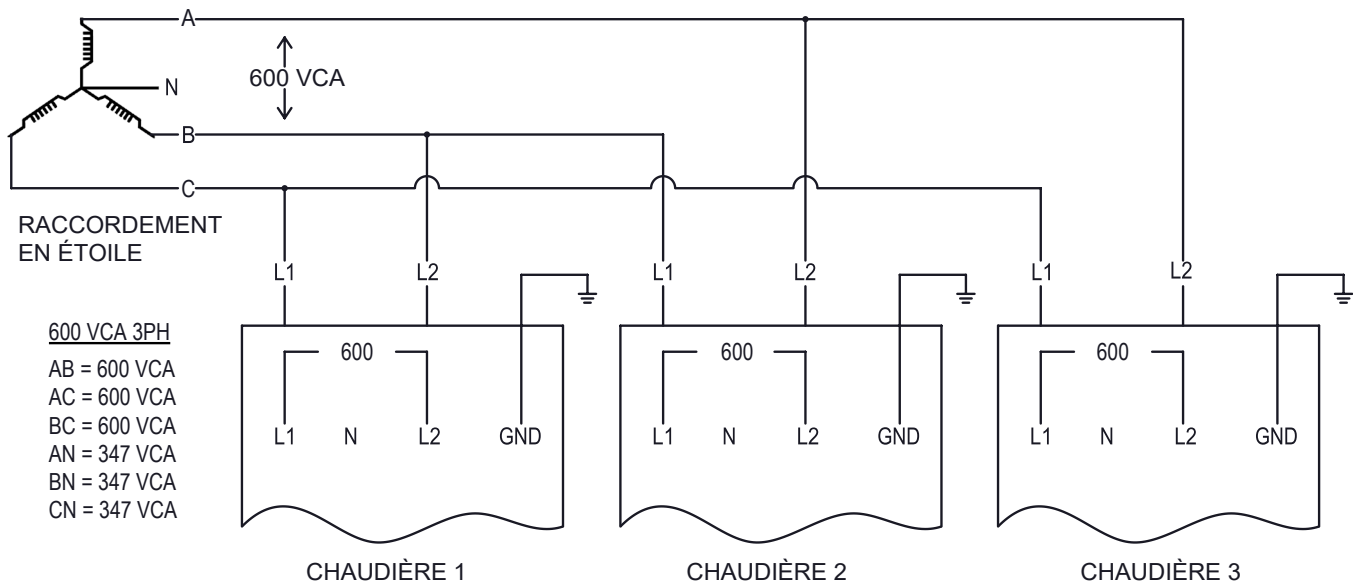 A
N
600 VCA
B
C
RACCORDEMENT
EN ÉTOILE
L1
L2
L1
L2
L1
L2
600 VCA 3PH
AB = 600 VCA
AC = 600 VCA
BC = 600 VCA
AN = 347 VCA
BN = 347 VCA
CN = 347 VCA
600
L1 N L2 GND
CHAUDIÈRE 1
600
L1 N L2 GND
CHAUDIÈRE 2
600
L1 N L2 GND
CHAUDIÈRE 3